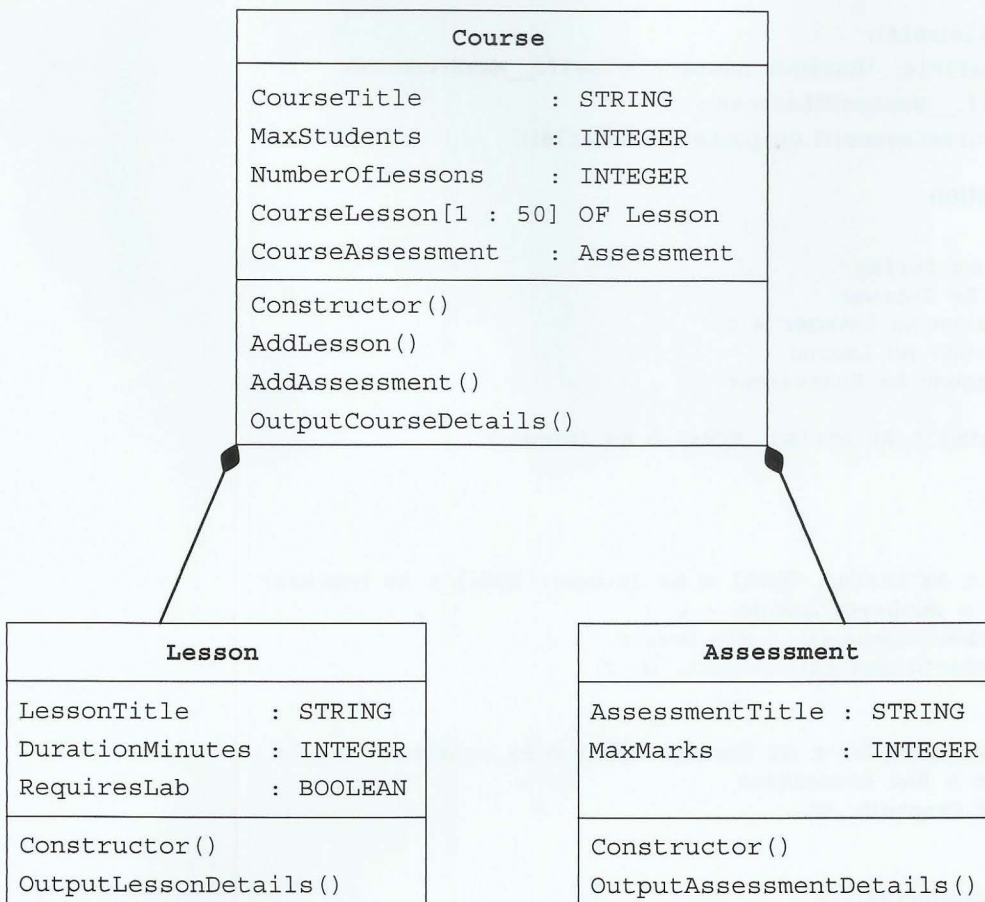 Course
CourseTitle : STRING
MaxStudents : INTEGER
NumberOfLessons : INTEGER
CourseLesson[1 : 50] OF Lesson
CourseAssessment : Assessment
Constructor()
AddLesson()
AddAssessment()
OutputCourseDetails()
Lesson
LessonTitle : STRING
DurationMinutes : INTEGER
RequiresLab : BOOLEAN
Constructor()
OutputLessonDetails()
Assessment
AssessmentTitle : STRING
MaxMarks : INTEGER
Constructor()
OutputAssessmentDetails()